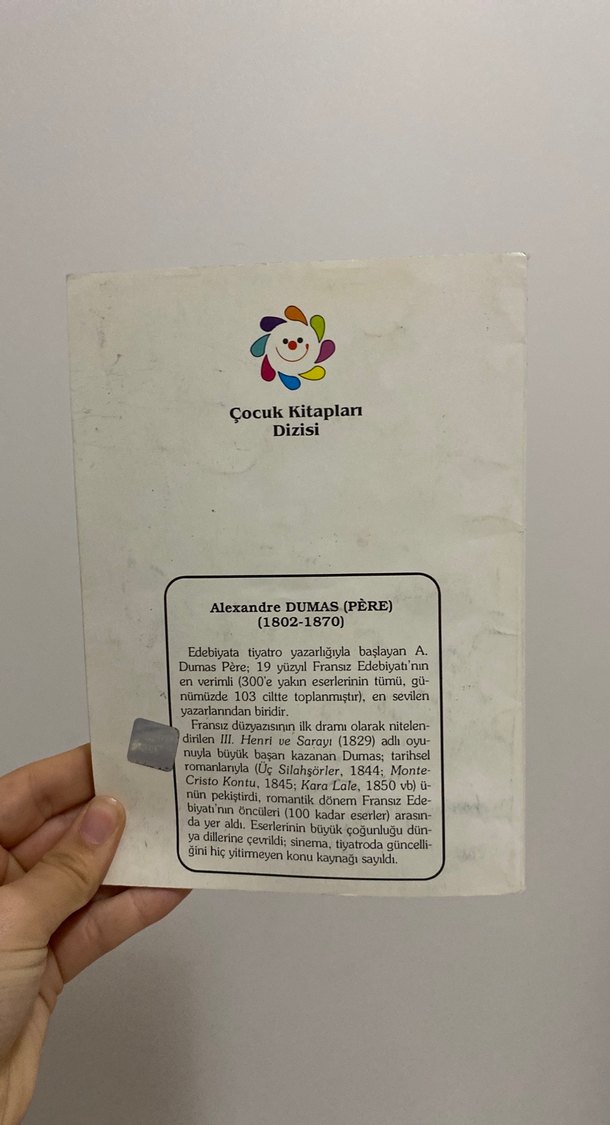 Çocuk Kitapları
Dizisi
Alexandre DUMAS (PÈRE)
(1802-1870)
Edebiyata tiyatro yazarlığıyla başlayan A.
Dumas Père; 19 yüzyıl Fransız Edebiyatı'nın
en verimli (300'e yakın eserlerinin tümü, gü-
nümüzde 103 ciltte toplanmıştır), en sevilen
yazarlarından biridir.
Fransız düzyazısının ilk dramı olarak nitelen-
dirilen III. Henri ve Sarayı (1829) adlı oyu-
nuyla büyük başarı kazanan Dumas; tarihsel
romanlarıyla (Üç Silahşörler, 1844; Monte-
Cristo Kontu, 1845; Kara Lale, 1850 vb) ü-
nün pekiştirdi, romantik dönem Fransız Ede-
biyatı'nın öncüleri (100 kadar eserler) arasın-
da yer aldı. Eserlerinin büyük çoğunluğu dün-
ya dillerine çevrildi; sinema, tiyatroda güncelli-
ğini hiç yitirmeyen konu kaynağı sayıldı.